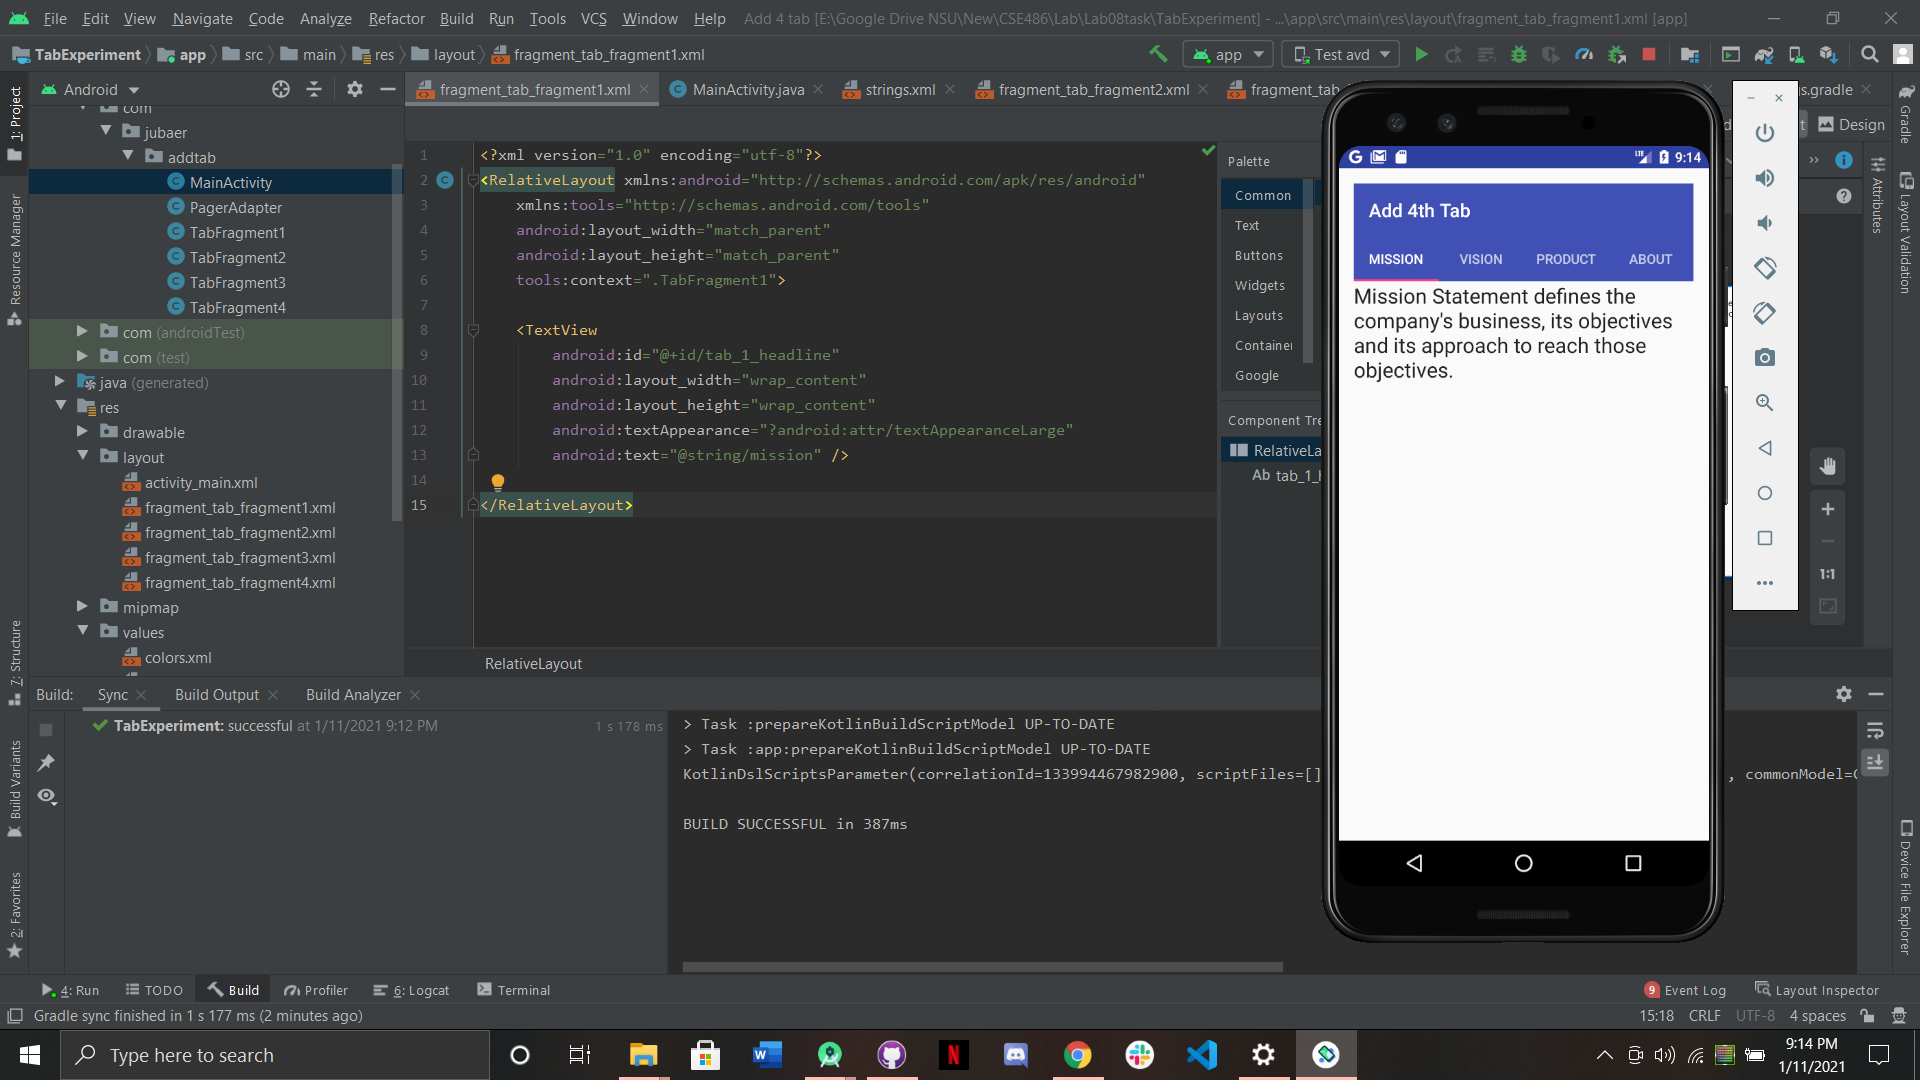 File Edit View Navigate Code Analyze Refactor Build Run Tools VCS Window Help Add 4 tab [E:\Google Drive NSU\New\CSE486\Lab\Lab08task\TabExperiment] - ...\app\src\main\res\layout\fragment_tab_fragment1.xml [app]
TabExperiment app src main res layout fragment_tab_fragment1.xml app Test avd
1: Project
Resource Manager
7: Structure
Build Variants
2: Favorites
Android
com
jubaer
addtab
MainActivity
PagerAdapter
TabFragment1
TabFragment2
TabFragment3
TabFragment4
com (androidTest)
com (test)
java (generated)
res
drawable
layout
activity_main.xml
fragment_tab_fragment1.xml
fragment_tab_fragment2.xml
fragment_tab_fragment3.xml
fragment_tab_fragment4.xml
mipmap
values
colors.xml
fragment_tab_fragment1.xml MainActivity.java strings.xml fragment_tab_fragment2.xml fragment_tab s.gradle
Design
1 <?xml version="1.0" encoding="utf-8"?>
2 <RelativeLayout xmlns:android="http://schemas.android.com/apk/res/android"
3 xmlns:tools="http://schemas.android.com/tools"
4 android:layout_width="match_parent"
5 android:layout_height="match_parent"
6 tools:context=".TabFragment1">
7
8 <TextView
9 android:id="@+id/tab_1_headline"
10 android:layout_width="wrap_content"
11 android:layout_height="wrap_content"
12 android:textAppearance="?android:attr/textAppearanceLarge"
13 android:text="@string/mission" />
14
15 </RelativeLayout>
RelativeLayout
Palette
Common
Text
Buttons
Widgets
Layouts
Container
Google
Component Tre
RelativeLa
Ab tab_1_h
LTE 9:14
Add 4th Tab
MISSION VISION PRODUCT ABOUT
Mission Statement defines the
company's business, its objectives
and its approach to reach those
objectives.
1:1
Gradle
Attributes
Layout Validation
Device File Explorer
Build: Sync Build Output Build Analyzer
TabExperiment: successful at 1/11/2021 9:12 PM 1 s 178 ms
> Task :prepareKotlinBuildScriptModel UP-TO-DATE
> Task :app:prepareKotlinBuildScriptModel UP-TO-DATE
KotlinDslScriptsParameter(correlationId=133994467982900, scriptFiles=[] , commonModel=C
BUILD SUCCESSFUL in 387ms
4: Run TODO Build Profiler 6: Logcat Terminal 9 Event Log Layout Inspector
Gradle sync finished in 1 s 177 ms (2 minutes ago) 15:18 CRLF UTF-8 4 spaces
Type here to search
9:14 PM
1/11/2021